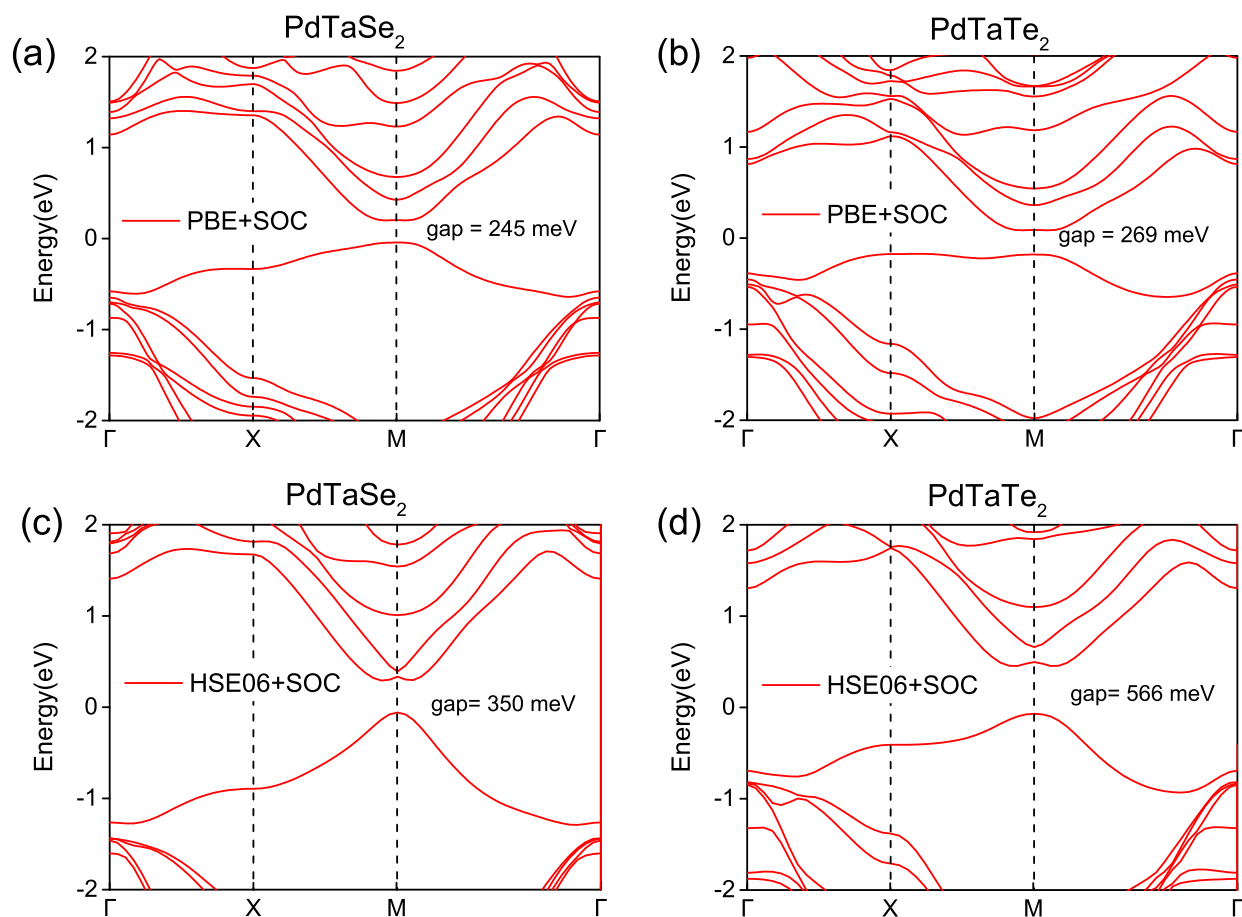 PdTaSe2
PdTaTe2
(a)
(b)
2
1
0
-1
-2
Energy(eV)
PBE+SOC
gap = 245 meV
Γ X M Γ
2
1
0
-1
-2
Energy(eV)
PBE+SOC
gap = 269 meV
Γ X M Γ
PdTaSe2
PdTaTe2
(c)
(d)
2
1
0
-1
-2
Energy(eV)
HSE06+SOC
gap= 350 meV
Γ X M Γ
2
1
0
-1
-2
Energy(eV)
HSE06+SOC
gap= 566 meV
Γ X M Γ